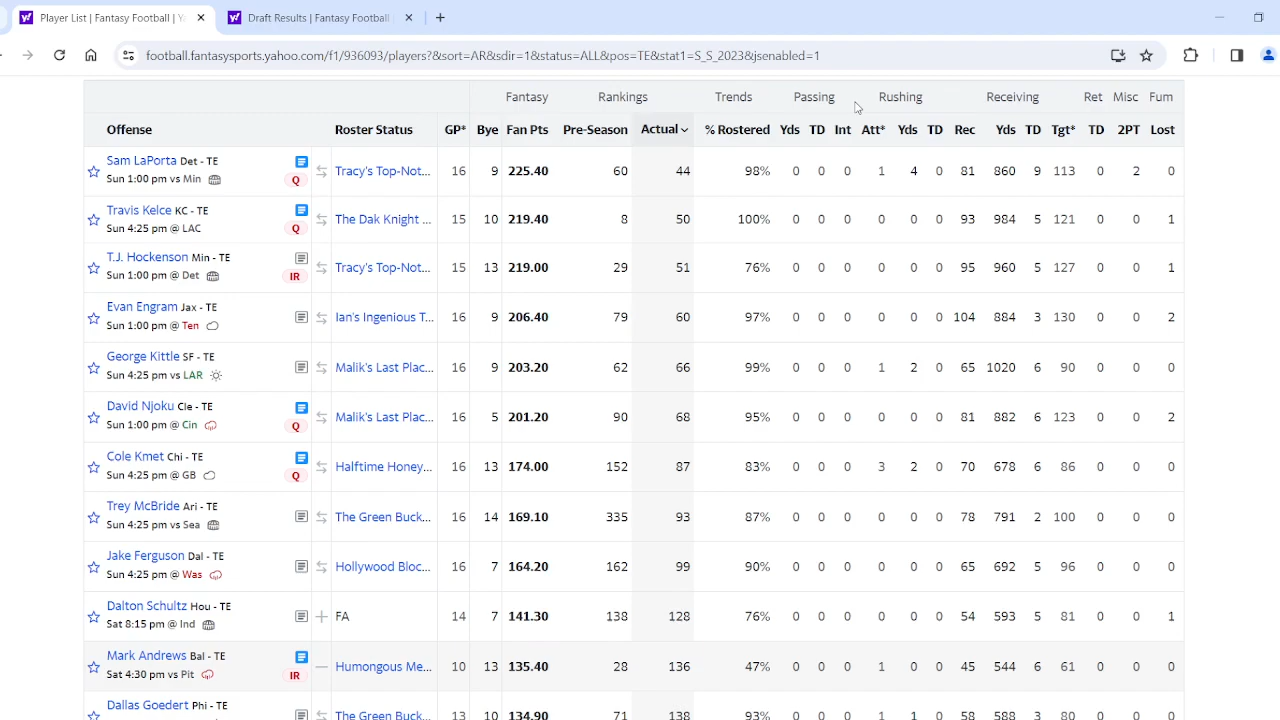 Player List | Fantasy Football | Y
Draft Results | Fantasy Football
football.fantasysports.yahoo.com/f1/936093/players?&sort=AR&sdir=1&status=ALL&pos=TE&stat1=S_S_2023&jsenabled=1
Fantasy Rankings Trends Passing Rushing Receiving Ret Misc Fum
Offense Roster Status GP* Bye Fan Pts Pre-Season Actual % Rostered Yds TD Int Att* Yds TD Rec Yds TD Tgt* TD 2PT Lost
Sam LaPorta Det - TE
Sun 1:00 pm vs Min Q Tracy's Top-Not... 16 9 225.40 60 44 98% 0 0 0 1 4 0 81 860 9 113 0 2 0
Travis Kelce KC - TE
Sun 4:25 pm @ LAC Q The Dak Knight ... 15 10 219.40 8 50 100% 0 0 0 0 0 0 93 984 5 121 0 0 1
T.J. Hockenson Min - TE
Sun 1:00 pm @ Det IR Tracy's Top-Not... 15 13 219.00 29 51 76% 0 0 0 0 0 0 95 960 5 127 0 0 1
Evan Engram Jax - TE
Sun 1:00 pm @ Ten Ian's Ingenious T... 16 9 206.40 79 60 97% 0 0 0 0 0 0 104 884 3 130 0 0 2
George Kittle SF - TE
Sun 4:25 pm vs LAR Malik's Last Plac... 16 9 203.20 62 66 99% 0 0 0 1 2 0 65 1020 6 90 0 0 0
David Njoku Cle - TE
Sun 1:00 pm @ Cin Q Malik's Last Plac... 16 5 201.20 90 68 95% 0 0 0 0 0 0 81 882 6 123 0 0 2
Cole Kmet Chi - TE
Sun 4:25 pm @ GB Q Halftime Honey... 16 13 174.00 152 87 83% 0 0 0 3 2 0 70 678 6 86 0 0 0
Trey McBride Ari - TE
Sun 4:25 pm vs Sea The Green Buck... 16 14 169.10 335 93 87% 0 0 0 0 0 0 78 791 2 100 0 0 0
Jake Ferguson Dal - TE
Sun 4:25 pm @ Was Hollywood Bloc... 16 7 164.20 162 99 90% 0 0 0 0 0 0 65 692 5 96 0 0 0
Dalton Schultz Hou - TE
Sat 8:15 pm @ Ind FA 14 7 141.30 138 128 76% 0 0 0 0 0 0 54 593 5 81 0 0 1
Mark Andrews Bal - TE
Sat 4:30 pm vs Pit IR Humongous Me... 10 13 135.40 28 136 47% 0 0 0 1 0 0 45 544 6 61 0 0 0
Dallas Goedert Phi - TE
The Green Buck... 13 10 134.90 71 138 93% 0 0 0 1 1 0 58 588 3 80 0 0 0